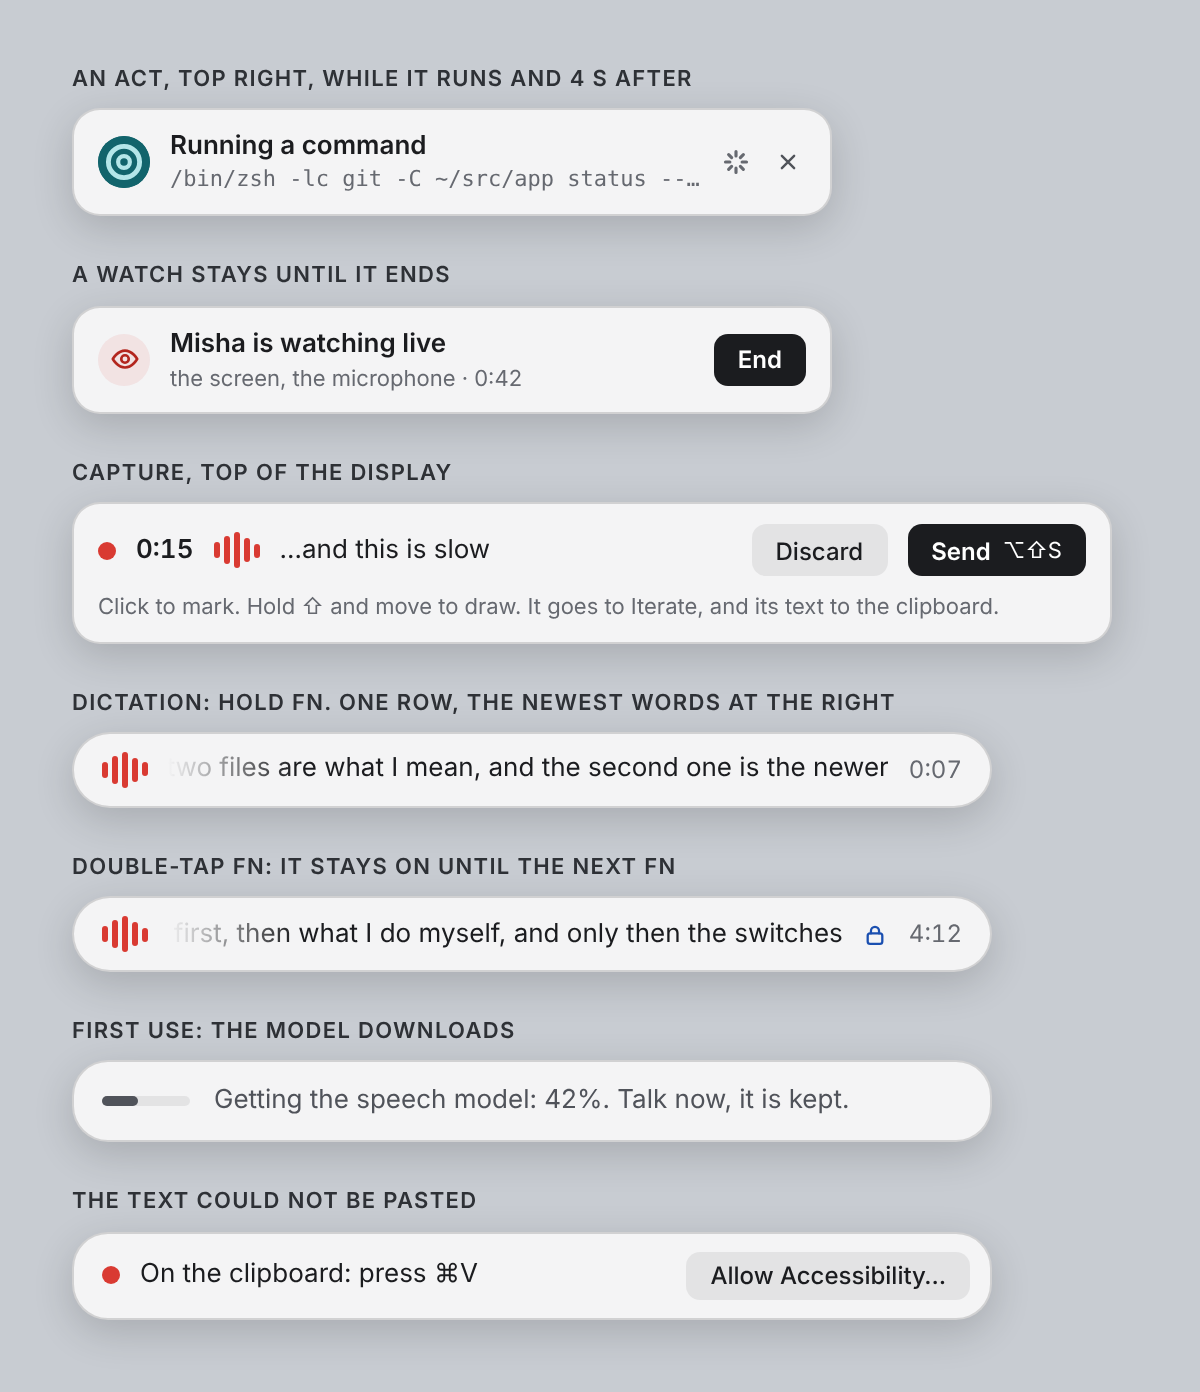 AN ACT, TOP RIGHT, WHILE IT RUNS AND 4 S AFTER
Running a command
/bin/zsh -lc git -C ~/src/app status --…
A WATCH STAYS UNTIL IT ENDS
Misha is watching live
the screen, the microphone · 0:42
End
CAPTURE, TOP OF THE DISPLAY
0:15 …and this is slow
Discard
Send ⌥⇧S
Click to mark. Hold ⇧ and move to draw. It goes to Iterate, and its text to the clipboard.
DICTATION: HOLD FN. ONE ROW, THE NEWEST WORDS AT THE RIGHT
two files are what I mean, and the second one is the newer 0:07
DOUBLE-TAP FN: IT STAYS ON UNTIL THE NEXT FN
first, then what I do myself, and only then the switches 4:12
FIRST USE: THE MODEL DOWNLOADS
Getting the speech model: 42%. Talk now, it is kept.
THE TEXT COULD NOT BE PASTED
On the clipboard: press ⌘V
Allow Accessibility…